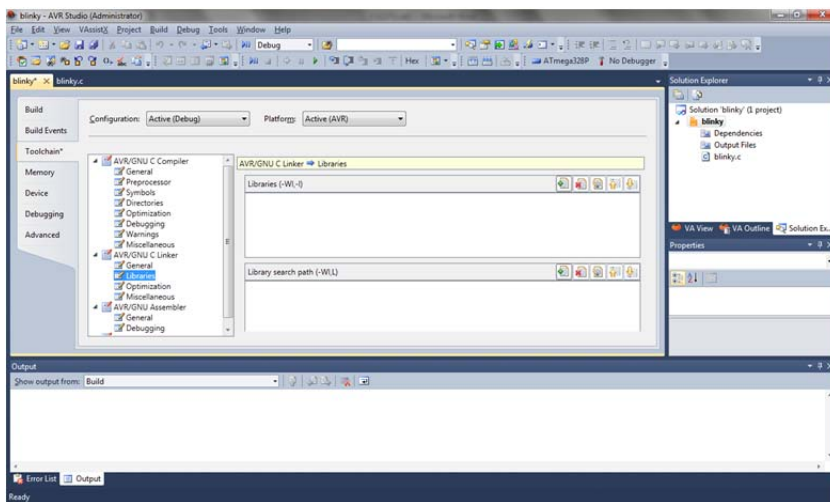 blinky - AVR Studio (Administrator)
File Edit View VAssistX Project Build Debug Tools Window Help
Debug
Hex ATmega328P No Debugger
blinky* blinky.c
Solution Explorer
Build
Build Events
Toolchain*
Memory
Device
Debugging
Advanced
Configuration: Active (Debug) Platform: Active (AVR)
AVR/GNU C Compiler
General
Preprocessor
Symbols
Directories
Optimization
Debugging
Warnings
Miscellaneous
AVR/GNU C Linker
General
Libraries
Optimization
Miscellaneous
AVR/GNU Assembler
General
Debugging
AVR/GNU C Linker ➡ Libraries
Libraries (-Wl,-l)
Library search path (-Wl,L)
Solution 'blinky' (1 project)
blinky
Dependencies
Output Files
blinky.c
VA View VA Outline Solution Ex...
Properties
Output
Show output from: Build
Error List Output
Ready